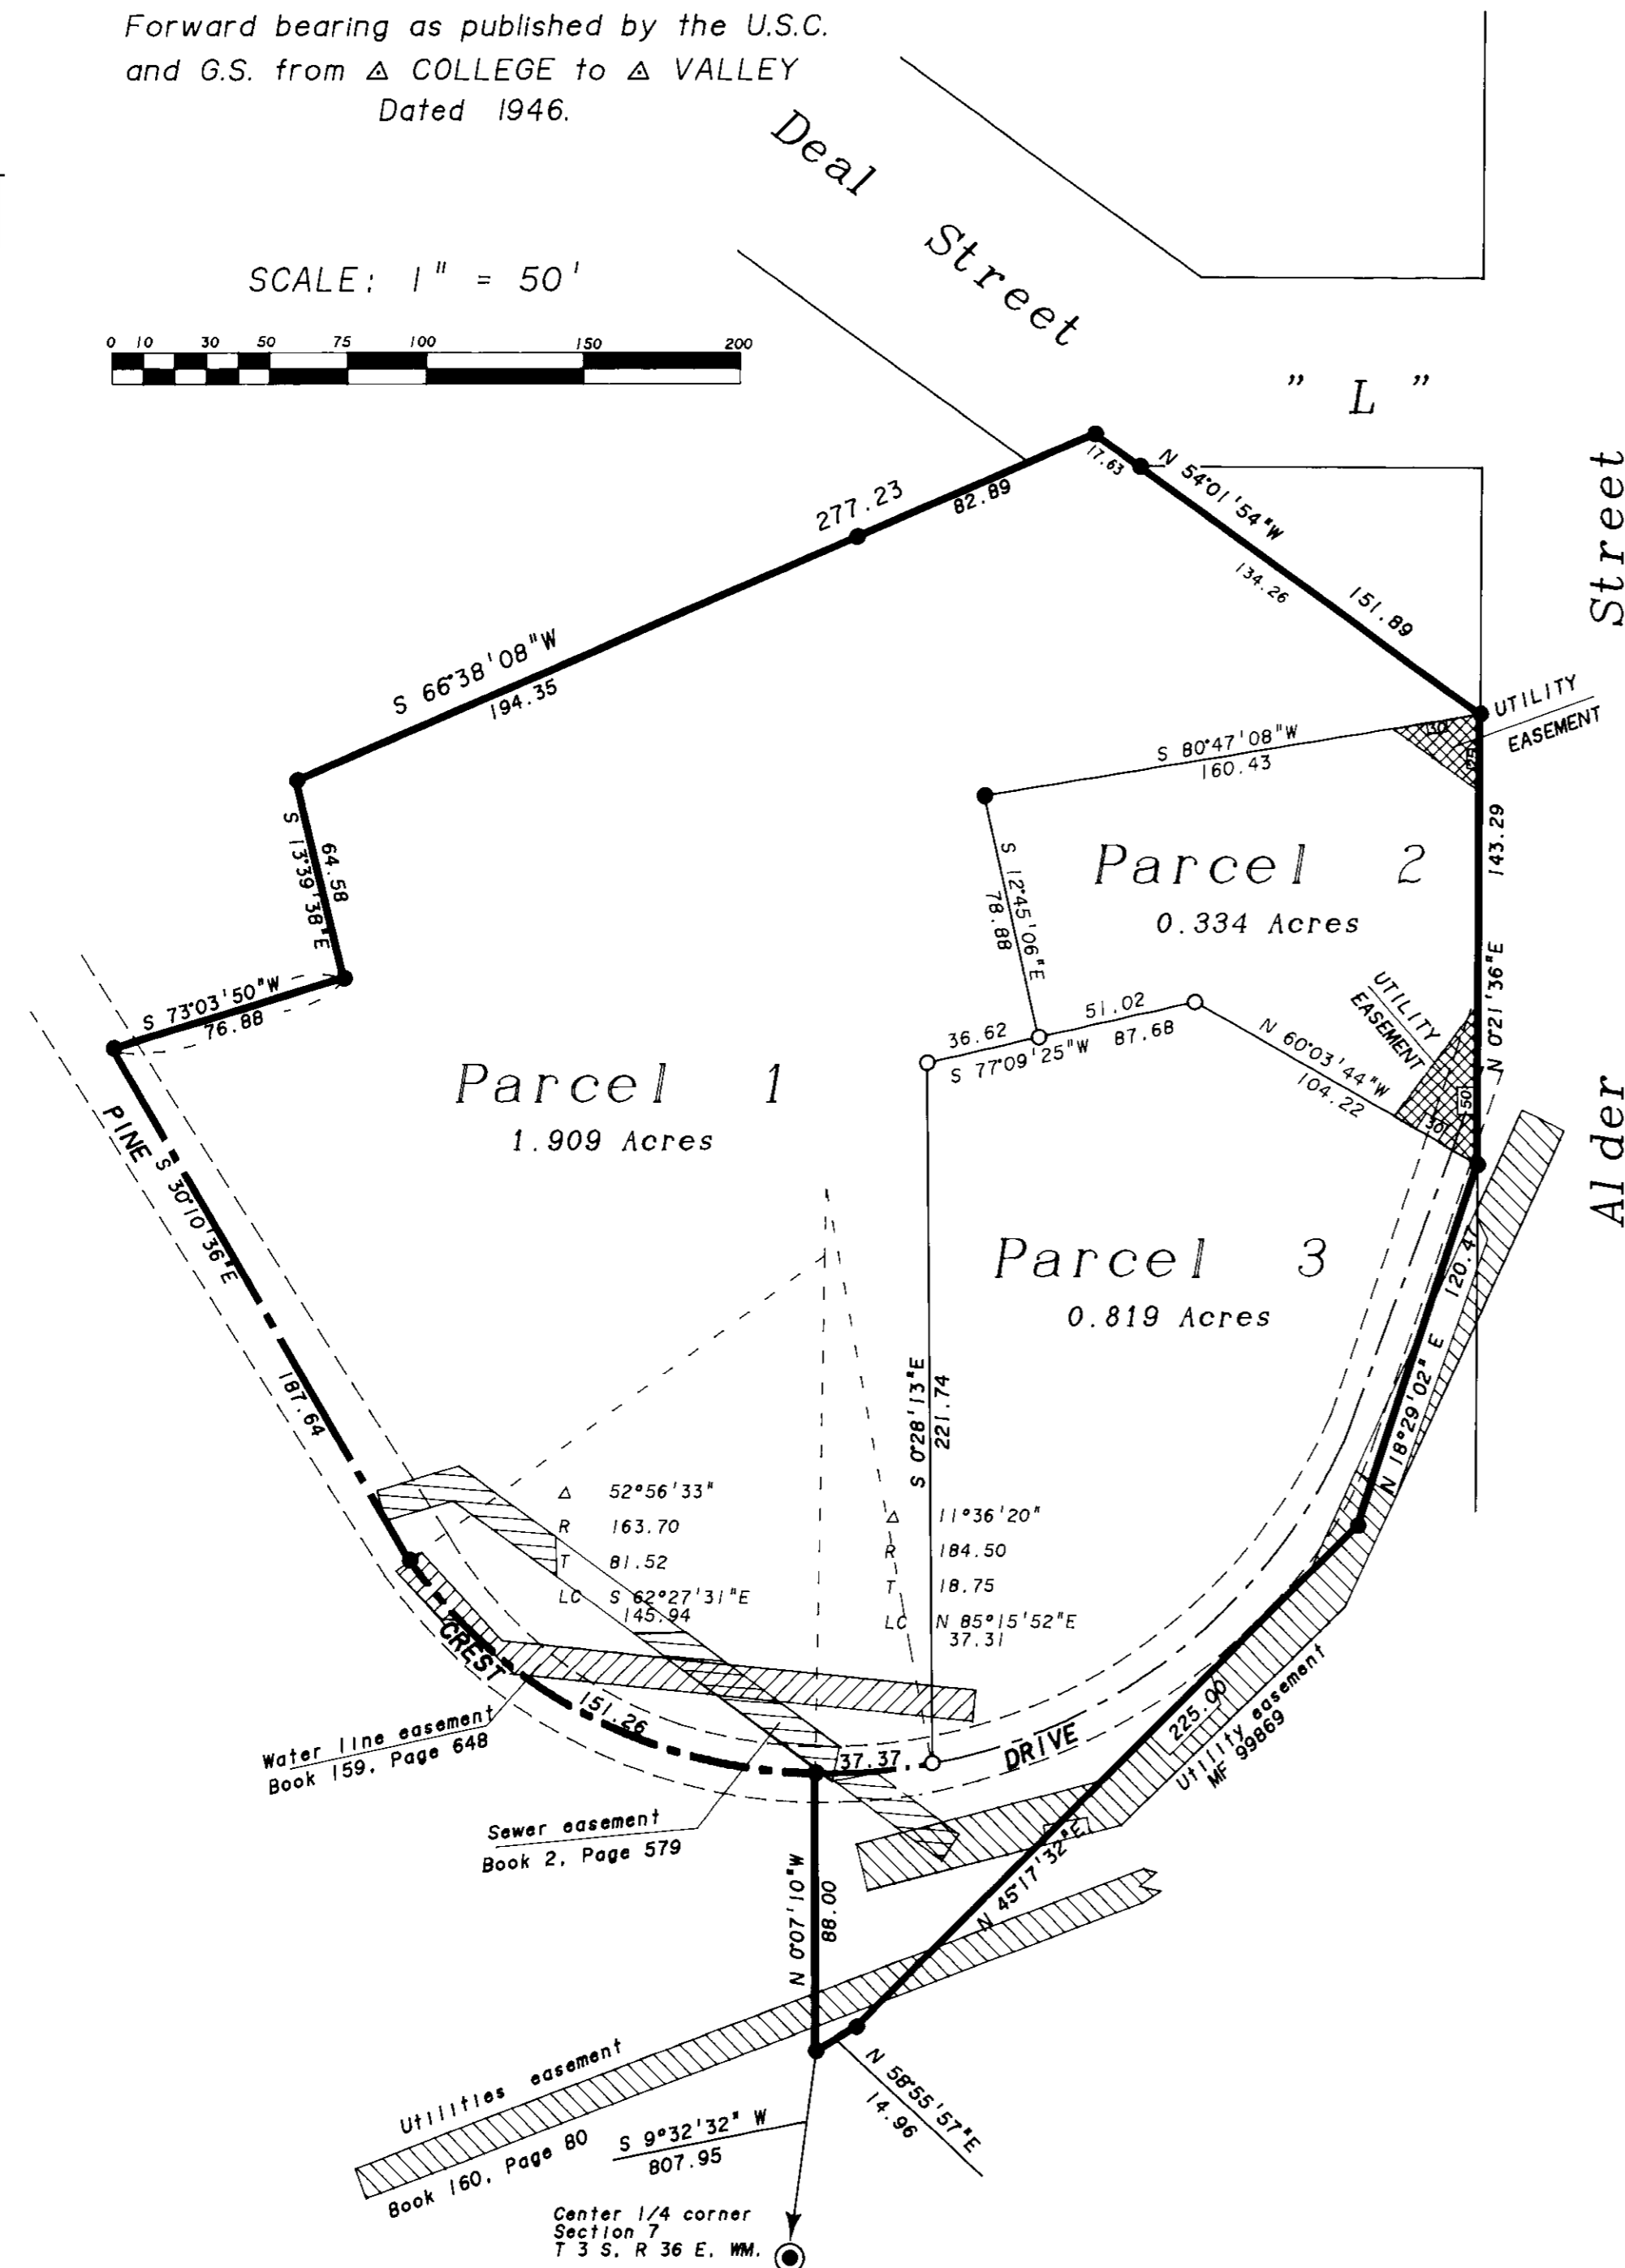 Forward bearing as published by the U.S.C.
and G.S. from △ COLLEGE to △ VALLEY
Dated 1946.
SCALE: 1" = 50'
0 10 30 50 75 100 150 200
Deal Street
" L "
Street
Alder
277.23
82.89
17.63
N 54°01'54"W
134.26
151.89
S 66°38'08"W
194.35
UTILITY
EASEMENT
30
25
S 80°47'08"W
160.43
S 13°39'38"E
64.58
S 12°45'06"E
78.88
Parcel 2
0.334 Acres
143.29
N 0°21'36"E
S 73°03'50"W
76.88
36.62
51.02
S 77°09'25"W 87.68
N 60°03'44"W
104.22
UTILITY
EASEMENT
50
30
Parcel 1
1.909 Acres
PINE
S 30°10'36"E
187.64
Parcel 3
0.819 Acres
120.47
N 18°29'02" E
S 0°28'13"E
221.74
△ 52°56'33"
R 163.70
T 81.52
LC S 62°27'31"E
145.94
△ 11°36'20"
R 184.50
T 18.75
LC N 85°15'52"E
37.31
CREST
151.26
37.37
DRIVE
225.00
Utility easement
MF 99869
Water line easement
Book 159, Page 648
Sewer easement
Book 2, Page 579
N 0°07'10"W
88.00
N 45°17'32"E
Utilities easement
Book 160, Page 80
N 58°55'57"E
14.96
S 9°32'32" W
807.95
Center 1/4 corner
Section 7
T 3 S, R 36 E, WM.